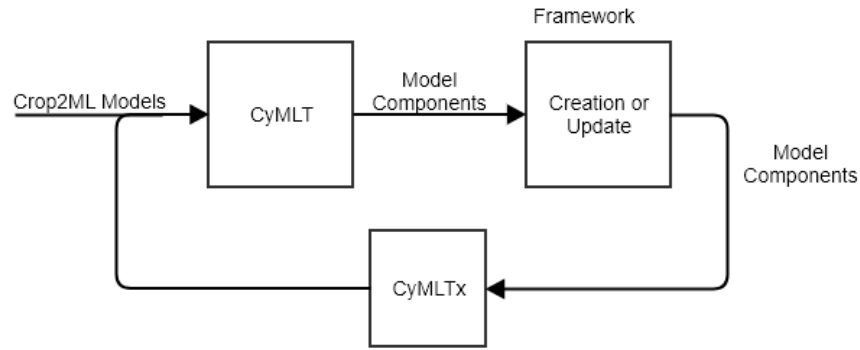 Framework
Crop2ML Models
CyMLT
Model
Components
Creation or
Update
Model
Components
CyMLTx